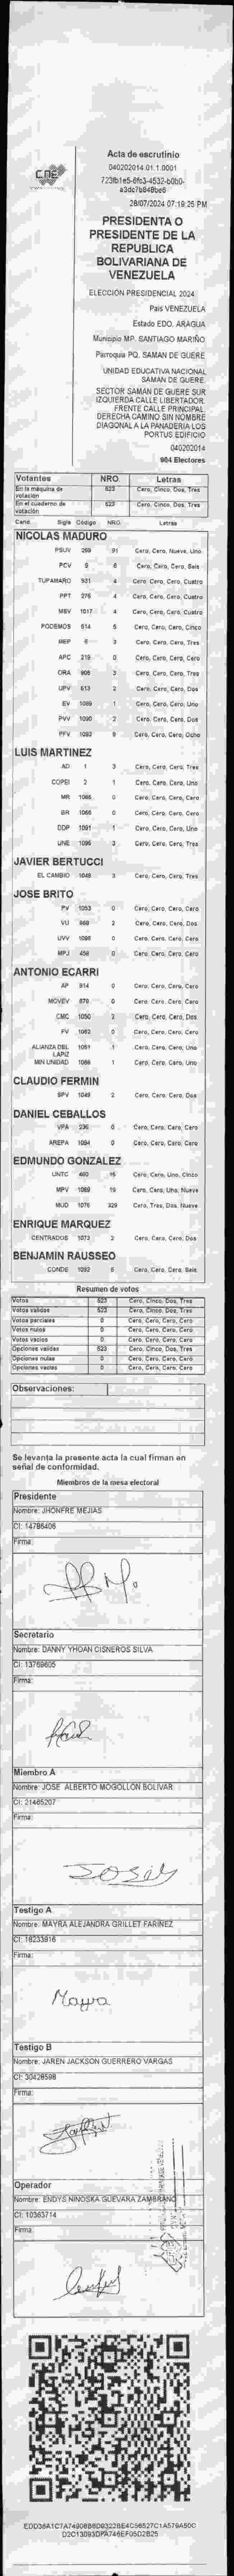 CNE
Acta de escrutinio
040202014.01.1.0001
28/07/2024 07:19:25 PM
PRESIDENTA O
PRESIDENTE DE LA
REPUBLICA
BOLIVARIANA DE
VENEZUELA
ELECCIÓN PRESIDENCIAL 2024
País VENEZUELA
Estado EDO. ARAGUA
Municipio MP. SANTIAGO MARIÑO
Parroquia PQ. SAMAN DE GUERE
UNIDAD EDUCATIVA NACIONAL
SAMAN DE GUERE.
SECTOR SAMAN DE GUERE SUR
IZQUIERDA CALLE LIBERTADOR.
FRENTE CALLE PRINCIPAL.
DERECHA CAMINO SIN NOMBRE
DIAGONAL A LA PANADERIA LOS
PORTUS EDIFICIO
040202014
984 Electores
Votantes NRO. Letras
En la máquina de votación 523 Cero, Cinco, Dos, Tres
En el cuaderno de votación 523 Cero, Cinco, Dos, Tres
Cand. Sigla Código NRO. Letras
NICOLAS MADURO
PSUV 259 91 Cero, Cero, Nueve, Uno
PCV 9 6 Cero, Cero, Cero, Seis
TUPAMARO 931 4 Cero, Cero, Cero, Cuatro
PPT 275 4 Cero, Cero, Cero, Cuatro
MSV 1017 4 Cero, Cero, Cero, Cuatro
PODEMOS 514 5 Cero, Cero, Cero, Cinco
MEP 6 3 Cero, Cero, Cero, Tres
APC 219 0 Cero, Cero, Cero, Cero
ORA 905 3 Cero, Cero, Cero, Tres
UPV 613 2 Cero, Cero, Cero, Dos
EV 1089 1 Cero, Cero, Cero, Uno
PVV 1090 2 Cero, Cero, Cero, Dos
PFV 1092 8 Cero, Cero, Cero, Ocho
LUIS MARTINEZ
AD 1 3 Cero, Cero, Cero, Tres
COPEI 2 1 Cero, Cero, Cero, Uno
MR 1065 0 Cero, Cero, Cero, Cero
BR 1066 0 Cero, Cero, Cero, Cero
DDP 1091 1 Cero, Cero, Cero, Uno
UNE 1095 3 Cero, Cero, Cero, Tres
JAVIER BERTUCCI
EL CAMBIO 1048 3 Cero, Cero, Cero, Tres
JOSE BRITO
PV 1053 0 Cero, Cero, Cero, Cero
VU 869 2 Cero, Cero, Cero, Dos
UVV 1098 0 Cero, Cero, Cero, Cero
MPJ 458 0 Cero, Cero, Cero, Cero
ANTONIO ECARRI
AP 914 0 Cero, Cero, Cero, Cero
MOVEV 879 0 Cero, Cero, Cero, Cero
CMC 1050 2 Cero, Cero, Cero, Dos
FV 1062 0 Cero, Cero, Cero, Cero
ALIANZA DEL LAPIZ 1051 1 Cero, Cero, Cero, Uno
MIN UNIDAD 1056 1 Cero, Cero, Cero, Uno
CLAUDIO FERMIN
SPV 1049 2 Cero, Cero, Cero, Dos
DANIEL CEBALLOS
VPA 236 0 Cero, Cero, Cero, Cero
AREPA 1094 0 Cero, Cero, Cero, Cero
EDMUNDO GONZALEZ
UNTC 460 15 Cero, Cero, Uno, Cinco
MPV 1069 19 Cero, Cero, Uno, Nueve
MUD 1076 329 Cero, Tres, Dos, Nueve
ENRIQUE MARQUEZ
CENTRADOS 1073 2 Cero, Cero, Cero, Dos
BENJAMIN RAUSSEO
CONDE 1092 6 Cero, Cero, Cero, Seis
Resumen de votos
Votos 523 Cero, Cinco, Dos, Tres
Votos válidos 523 Cero, Cinco, Dos, Tres
Votos parciales 0 Cero, Cero, Cero, Cero
Votos nulos 0 Cero, Cero, Cero, Cero
Votos vacíos 0 Cero, Cero, Cero, Cero
Opciones válidas 523 Cero, Cinco, Dos, Tres
Opciones nulas 0 Cero, Cero, Cero, Cero
Opciones vacías 0 Cero, Cero, Cero, Cero
Observaciones:
Se levanta la presente acta la cual firman en
señal de conformidad.
Miembros de la mesa electoral
Presidente
Nombre: JHONFRE MEJIAS
CI: 14786406
Firma:
Secretario
Nombre: DANNY YHOAN CISNEROS SILVA
CI: 13769605
Firma:
Miembro A
Nombre: JOSE ALBERTO MOGOLLON BOLIVAR
CI: 21465207
Firma:
Testigo A
Nombre: MAYRA ALEJANDRA GRILLET FARINEZ
CI: 16233916
Firma:
Mayra
Testigo B
Nombre: JAREN JACKSON GUERRERO VARGAS
CI: 30428598
Firma:
Operador
Nombre: ENDYS NINOSKA GUEVARA ZAMBRANO
CI: 10363714
Firma